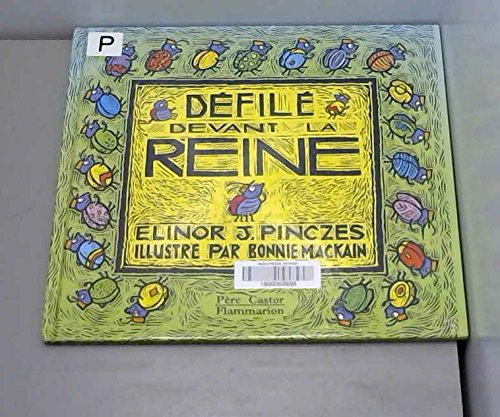 P
DÉFILÉ
DEVANT LA
REINE
ELINOR J. PINCZES
ILLUSTRÉ PAR BONNIE MACKAIN
Père Castor
Flammarion